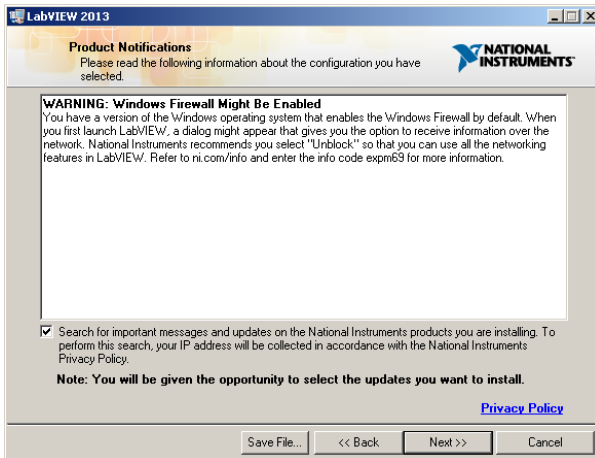 LabVIEW 2013
Product Notifications
Please read the following information about the configuration you have
selected.
NATIONAL
INSTRUMENTS™
WARNING: Windows Firewall Might Be Enabled
You have a version of the Windows operating system that enables the Windows Firewall by default. When
you first launch LabVIEW, a dialog might appear that gives you the option to receive information over the
network. National Instruments recommends you select "Unblock" so that you can use all the networking
features in LabVIEW. Refer to ni.com/info and enter the info code expm69 for more information.
Search for important messages and updates on the National Instruments products you are installing. To
perform this search, your IP address will be collected in accordance with the National Instruments
Privacy Policy.
Note: You will be given the opportunity to select the updates you want to install.
Privacy Policy
Save File...
<< Back
Next >>
Cancel